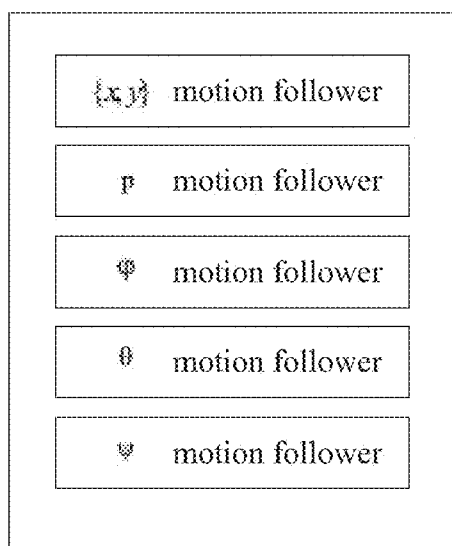 {x, y} motion follower
p motion follower
φ motion follower
θ motion follower
ψ motion follower